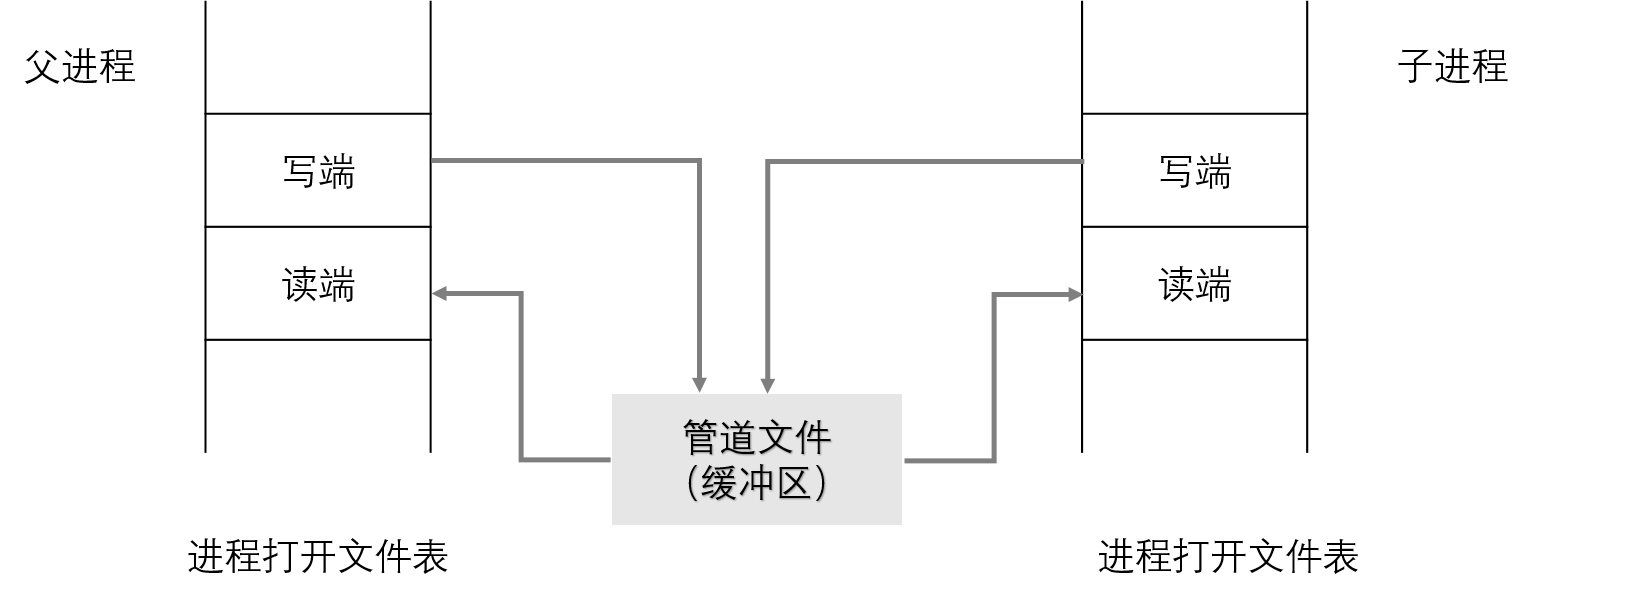 父进程
子进程
写端
写端
读端
读端
管道文件
（缓冲区）
进程打开文件表
进程打开文件表